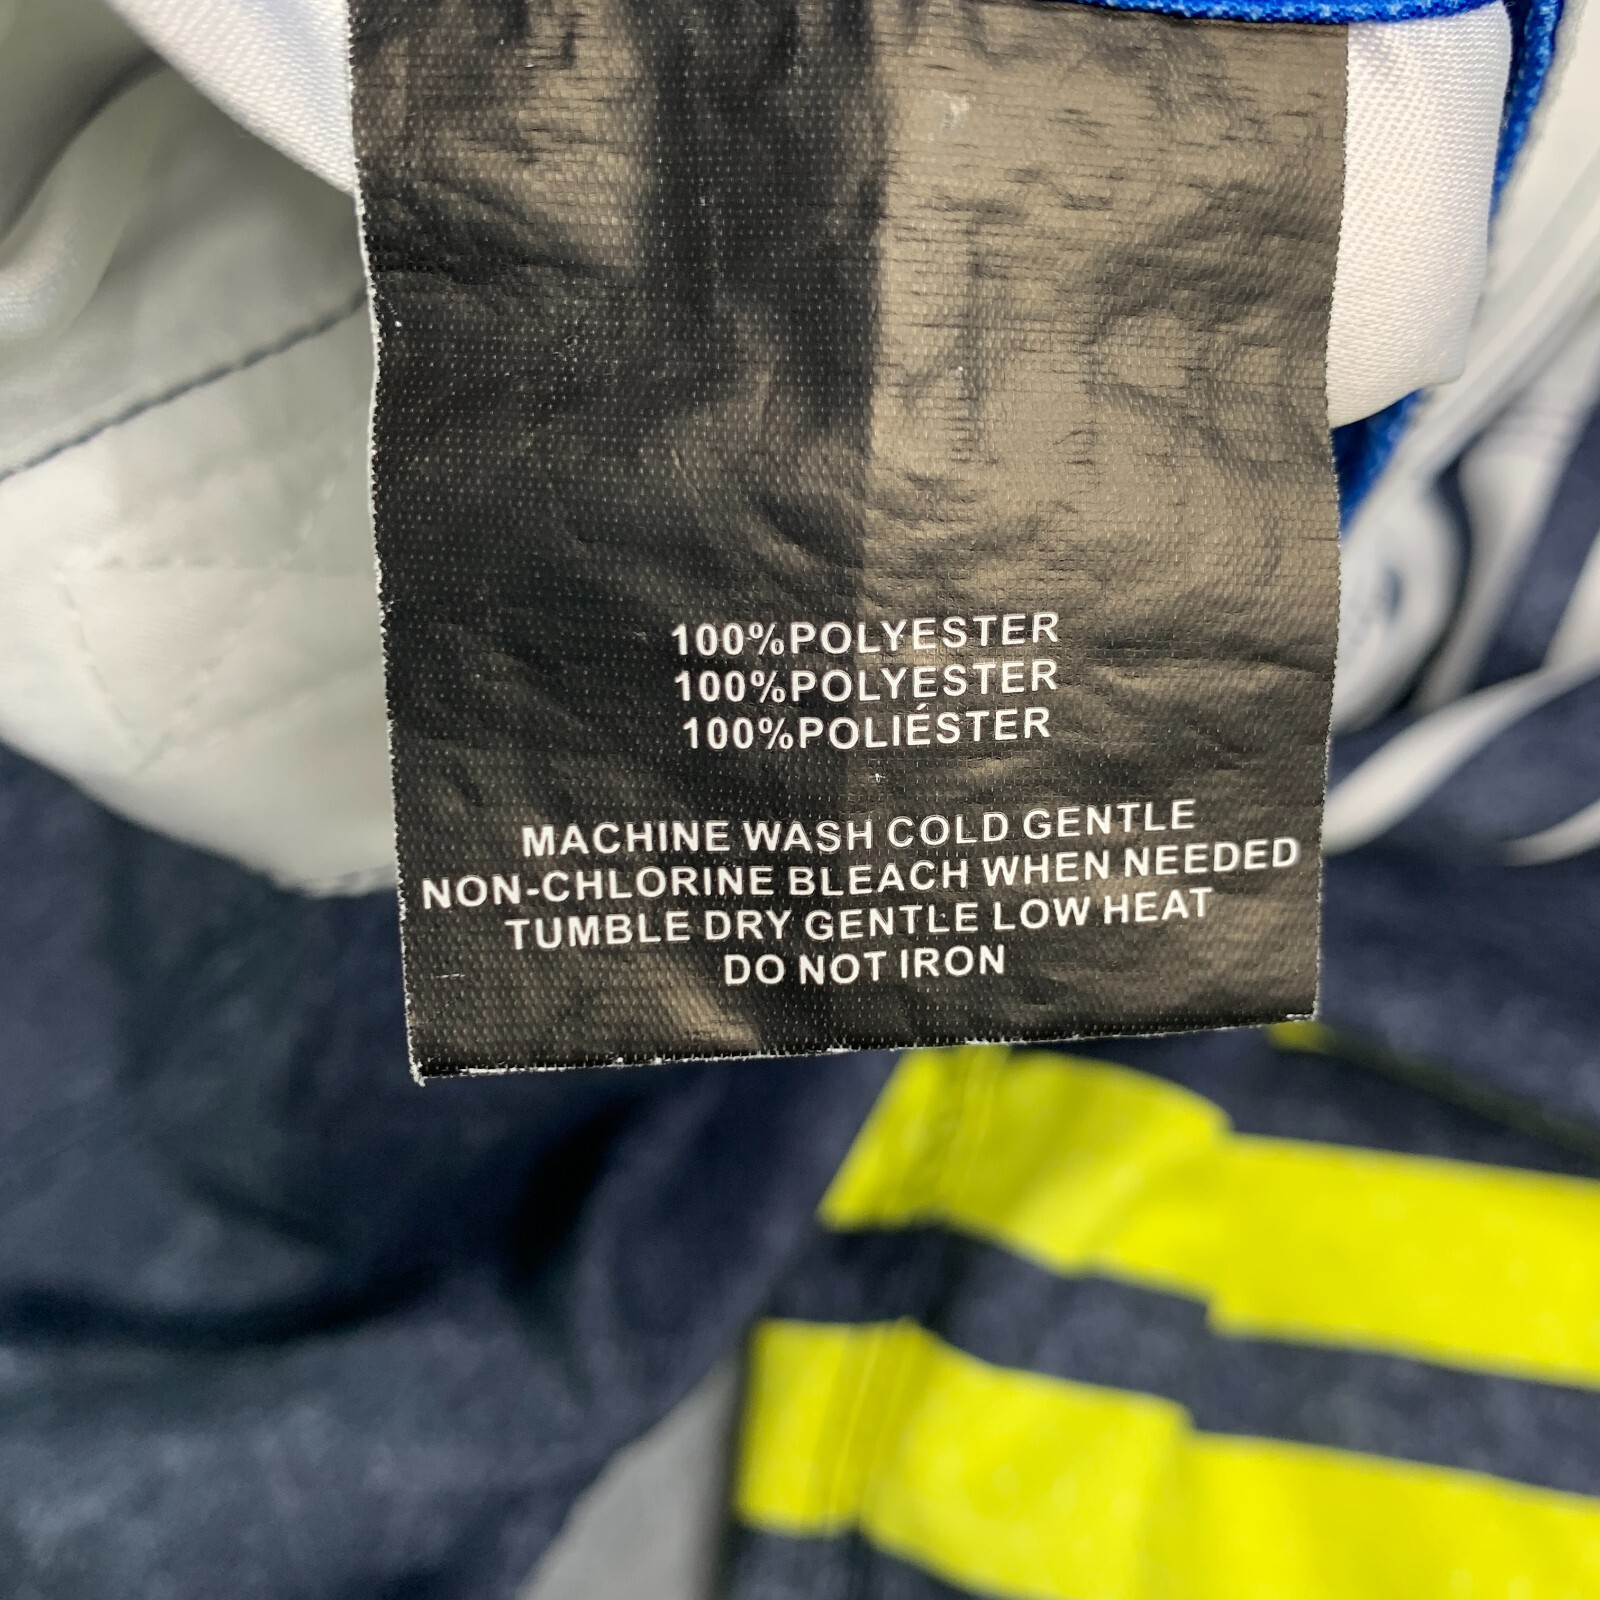 100%POLYESTER
100%POLYESTER
100%POLIÉSTER
MACHINE WASH COLD GENTLE
NON-CHLORINE BLEACH WHEN NEEDED
TUMBLE DRY GENTLE LOW HEAT
DO NOT IRON